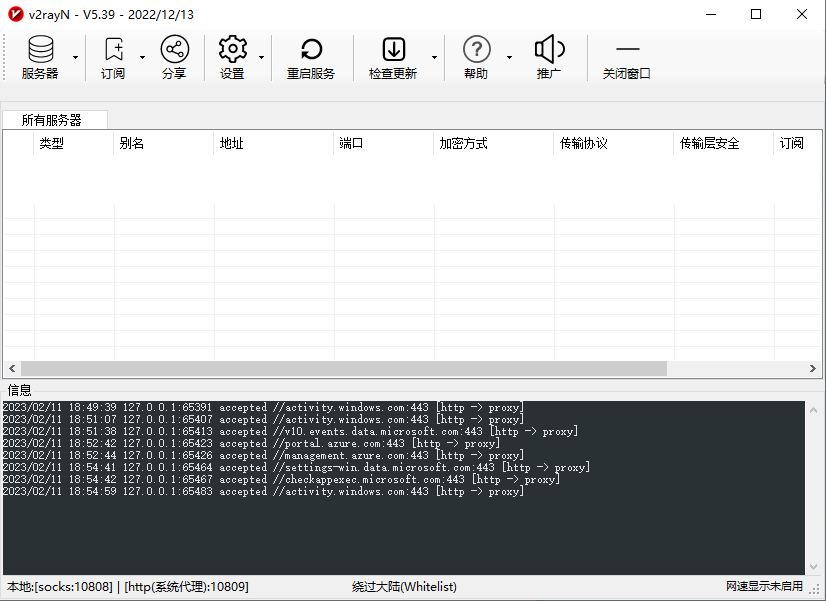 v2rayN - V5.39 - 2022/12/13
服务器 订阅 分享 设置 重启服务 检查更新 帮助 推广 关闭窗口
所有服务器
类型 别名 地址 端口 加密方式 传输协议 传输层安全 订阅
信息
2023/02/11 18:49:39 127.0.0.1:65391 accepted //activity.windows.com:443 [http -> proxy]
2023/02/11 18:51:07 127.0.0.1:65407 accepted //activity.windows.com:443 [http -> proxy]
2023/02/11 18:51:38 127.0.0.1:65413 accepted //v10.events.data.microsoft.com:443 [http -> proxy]
2023/02/11 18:52:42 127.0.0.1:65423 accepted //portal.azure.com:443 [http -> proxy]
2023/02/11 18:52:44 127.0.0.1:65426 accepted //management.azure.com:443 [http -> proxy]
2023/02/11 18:54:41 127.0.0.1:65464 accepted //settings-win.data.microsoft.com:443 [http -> proxy]
2023/02/11 18:54:42 127.0.0.1:65467 accepted //checkappexec.microsoft.com:443 [http -> proxy]
2023/02/11 18:54:59 127.0.0.1:65483 accepted //activity.windows.com:443 [http -> proxy]
本地:[socks:10808] | [http(系统代理):10809] 绕过大陆(Whitelist) 网速显示未启用